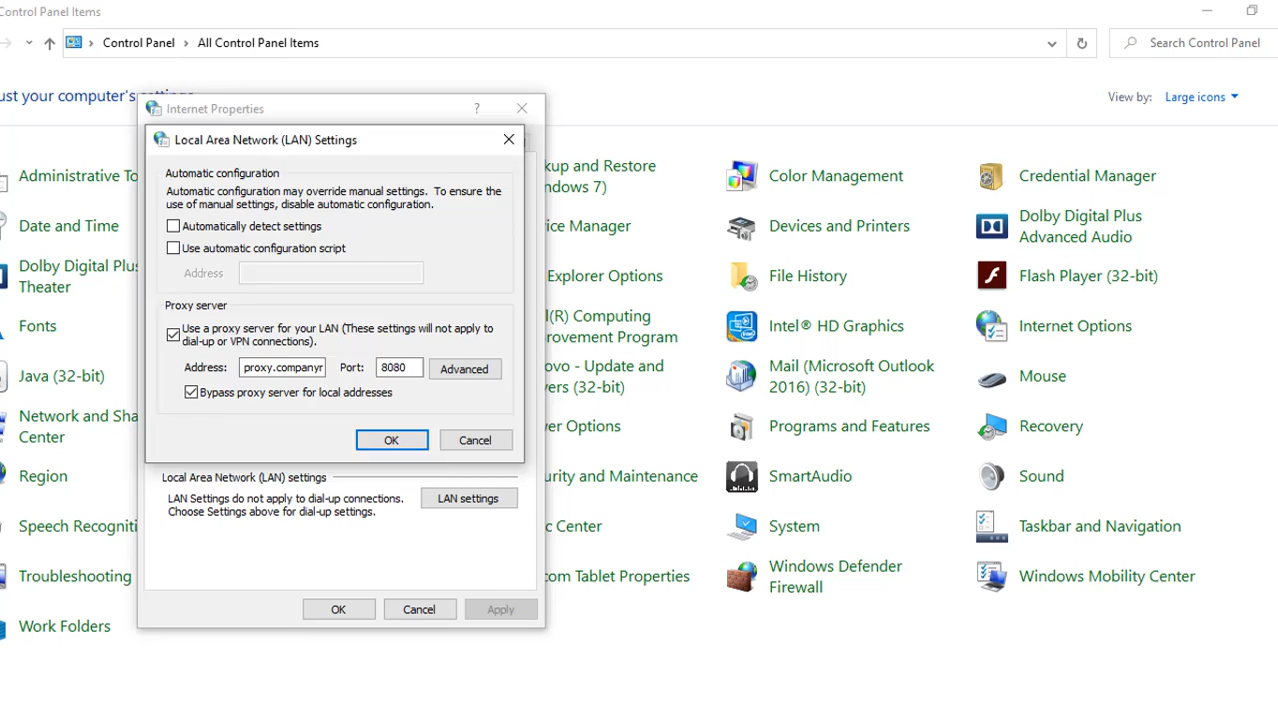 Control Panel Items
Control Panel
All Control Panel Items
Search Control Panel
ust your computer's settings
View by: Large icons
Internet Properties
?
Local Area Network (LAN) Settings
Automatic configuration
Automatic configuration may override manual settings. To ensure the
use of manual settings, disable automatic configuration.
Automatically detect settings
Use automatic configuration script
Address
Proxy server
Use a proxy server for your LAN (These settings will not apply to
dial-up or VPN connections).
Address: proxy.companyr Port: 8080 Advanced
Bypass proxy server for local addresses
OK Cancel
Local Area Network (LAN) settings
LAN Settings do not apply to dial-up connections.
Choose Settings above for dial-up settings.
LAN settings
OK Cancel Apply
Administrative To
Date and Time
Dolby Digital Plus
Theater
Fonts
Java (32-bit)
Network and Sha
Center
Region
Speech Recogniti
Troubleshooting
Work Folders
kup and Restore
ndows 7)
ice Manager
Explorer Options
l(R) Computing
rovement Program
ovo - Update and
ers (32-bit)
er Options
urity and Maintenance
c Center
com Tablet Properties
Color Management
Devices and Printers
File History
Intel® HD Graphics
Mail (Microsoft Outlook
2016) (32-bit)
Programs and Features
SmartAudio
System
Windows Defender
Firewall
Credential Manager
Dolby Digital Plus
Advanced Audio
Flash Player (32-bit)
Internet Options
Mouse
Recovery
Sound
Taskbar and Navigation
Windows Mobility Center